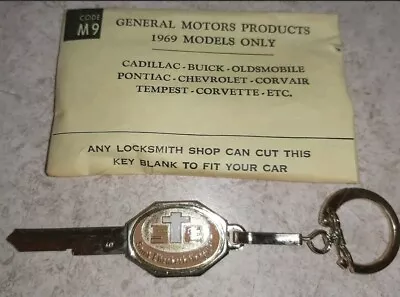 CODE
M9
GENERAL MOTORS PRODUCTS
1969 MODELS ONLY
CADILLAC - BUICK - OLDSMOBILE
PONTIAC - CHEVROLET - CORVAIR
TEMPEST - CORVETTE - ETC.
ANY LOCKSMITH SHOP CAN CUT THIS
KEY BLANK TO FIT YOUR CAR